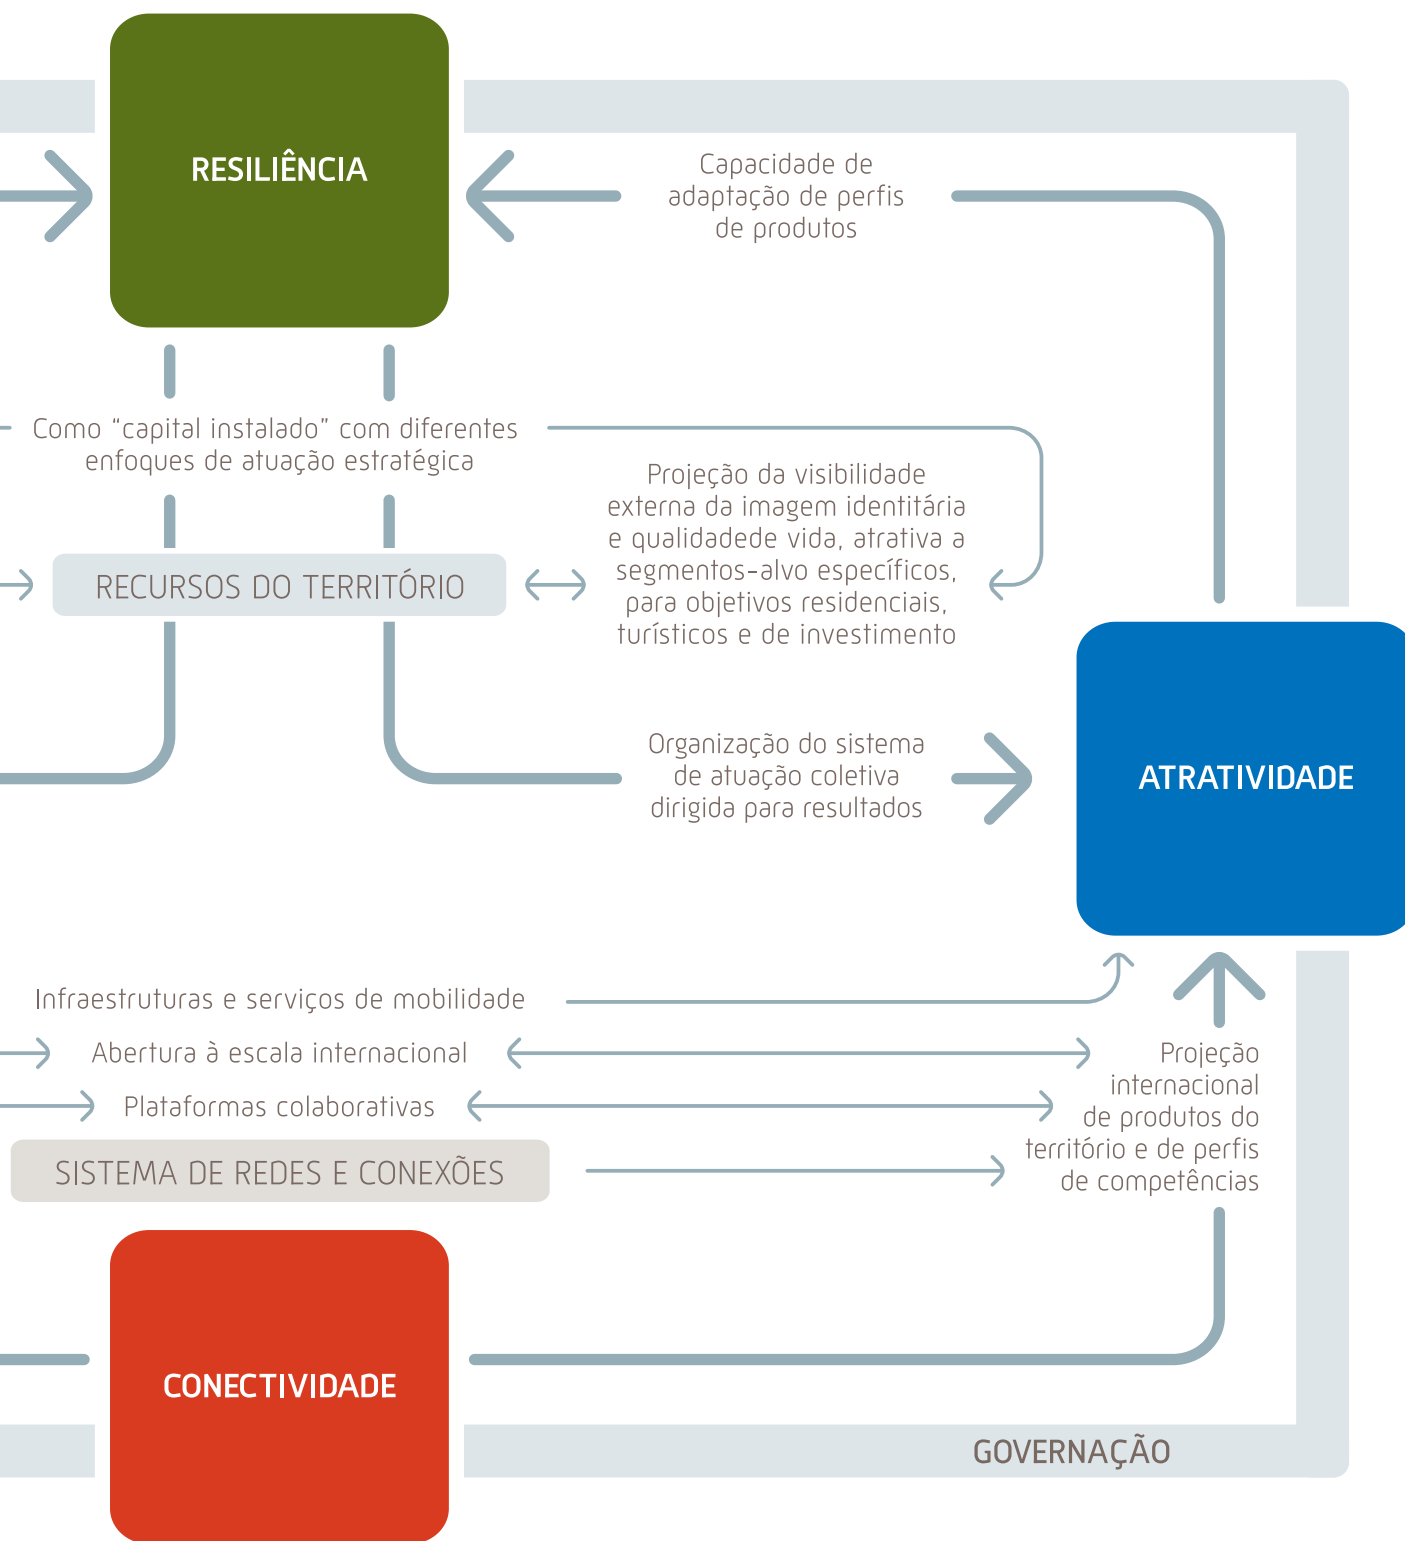 RESILIÊNCIA
Capacidade de
adaptação de perfis
de produtos
Como “capital instalado” com diferentes
enfoques de atuação estratégica
Projeção da visibilidade
externa da imagem identitária
e qualidadede vida, atrativa a
segmentos-alvo específicos,
para objetivos residenciais,
turísticos e de investimento
RECURSOS DO TERRITÓRIO
Organização do sistema
de atuação coletiva
dirigida para resultados
ATRATIVIDADE
Infraestruturas e serviços de mobilidade
Abertura à escala internacional
Plataformas colaborativas
SISTEMA DE REDES E CONEXÕES
Projeção
internacional
de produtos do
território e de perfis
de competências
CONECTIVIDADE
GOVERNAÇÃO